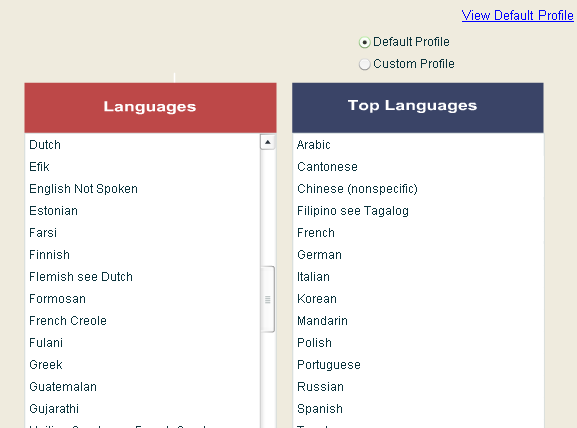 View Default Profile
Default Profile
Custom Profile
Languages
Dutch
Efik
English Not Spoken
Estonian
Farsi
Finnish
Flemish see Dutch
Formosan
French Creole
Fulani
Greek
Guatemalan
Gujarathi
Top Languages
Arabic
Cantonese
Chinese (nonspecific)
Filipino see Tagalog
French
German
Italian
Korean
Mandarin
Polish
Portuguese
Russian
Spanish